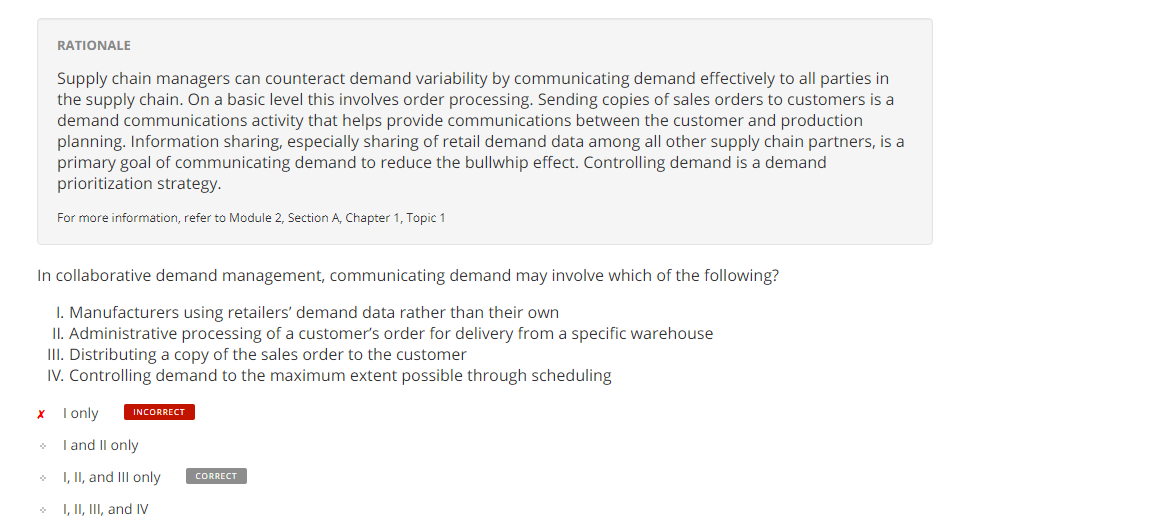 RATIONALE
Supply chain managers can counteract demand variability by communicating demand effectively to all parties in
the supply chain. On a basic level this involves order processing. Sending copies of sales orders to customers is a
demand communications activity that helps provide communications between the customer and production
planning. Information sharing, especially sharing of retail demand data among all other supply chain partners, is a
primary goal of communicating demand to reduce the bullwhip effect. Controlling demand is a demand
prioritization strategy.
For more information, refer to Module 2, Section A, Chapter 1, Topic 1
In collaborative demand management, communicating demand may involve which of the following?
I. Manufacturers using retailers’ demand data rather than their own
II. Administrative processing of a customer’s order for delivery from a specific warehouse
III. Distributing a copy of the sales order to the customer
IV. Controlling demand to the maximum extent possible through scheduling
✗ I only INCORRECT
I and II only
I, II, and III only CORRECT
I, II, III, and IV